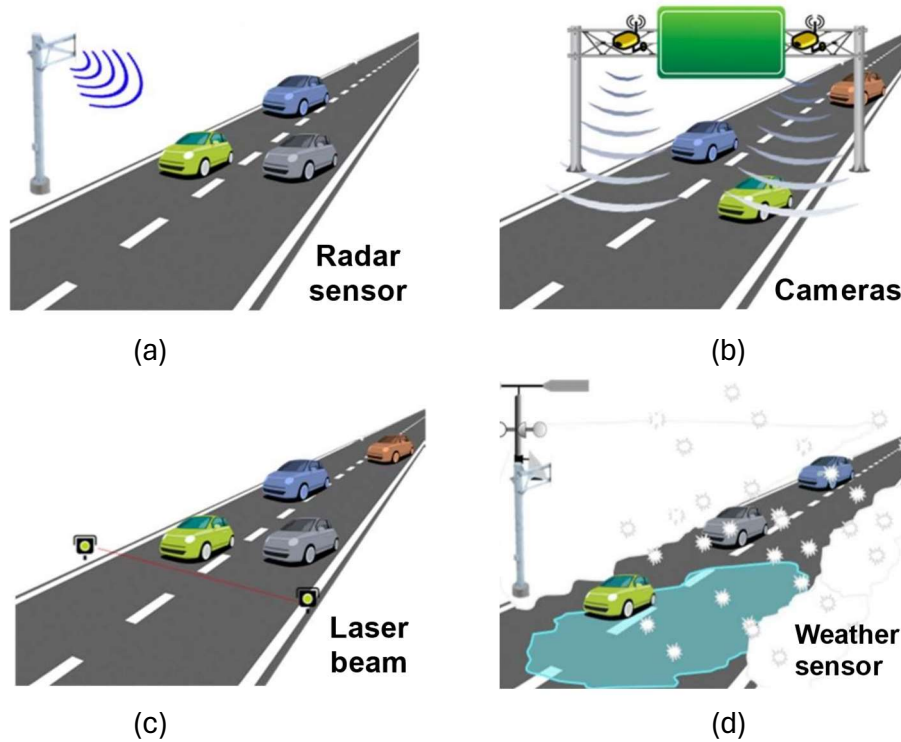 Radar
sensor
Cameras
(a)
(b)
Laser
beam
Weather
sensor
(c)
(d)